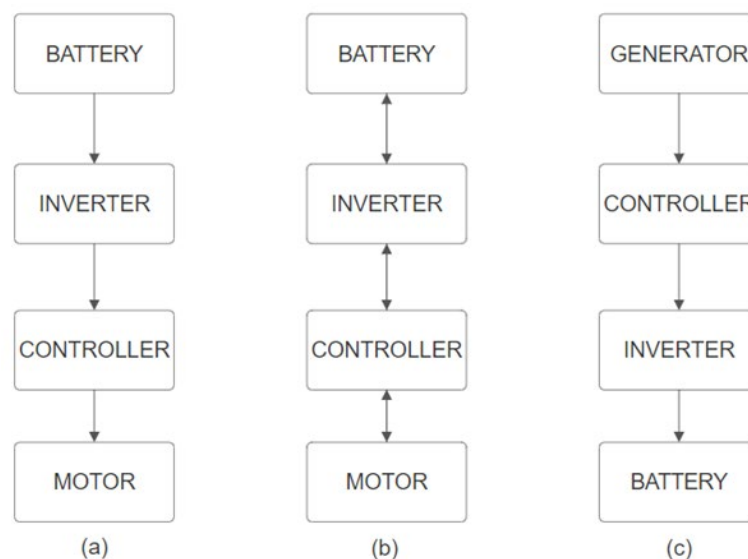 BATTERY
INVERTER
CONTROLLER
MOTOR
(a)
BATTERY
INVERTER
CONTROLLER
MOTOR
(b)
GENERATOR
CONTROLLER
INVERTER
BATTERY
(c)